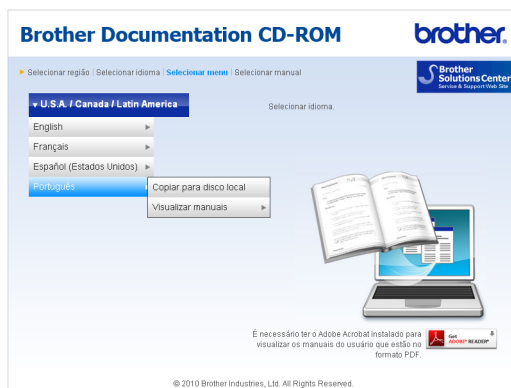 Brother Documentation CD-ROM
brother.
Selecionar região | Selecionar idioma | Selecionar menu | Selecionar manual
Brother
Solutions Center
Service & Support Web Site
U.S.A. / Canada / Latin America
Selecionar idioma.
English
Français
Español (Estados Unidos)
Português
Copiar para disco local
Visualizar manuais
É necessário ter o Adobe Acrobat instalado para
visualizar os manuais do usuário que estão no
formato PDF.
Get
ADOBE® READER®
© 2010 Brother Industries, Ltd. All Rights Reserved.